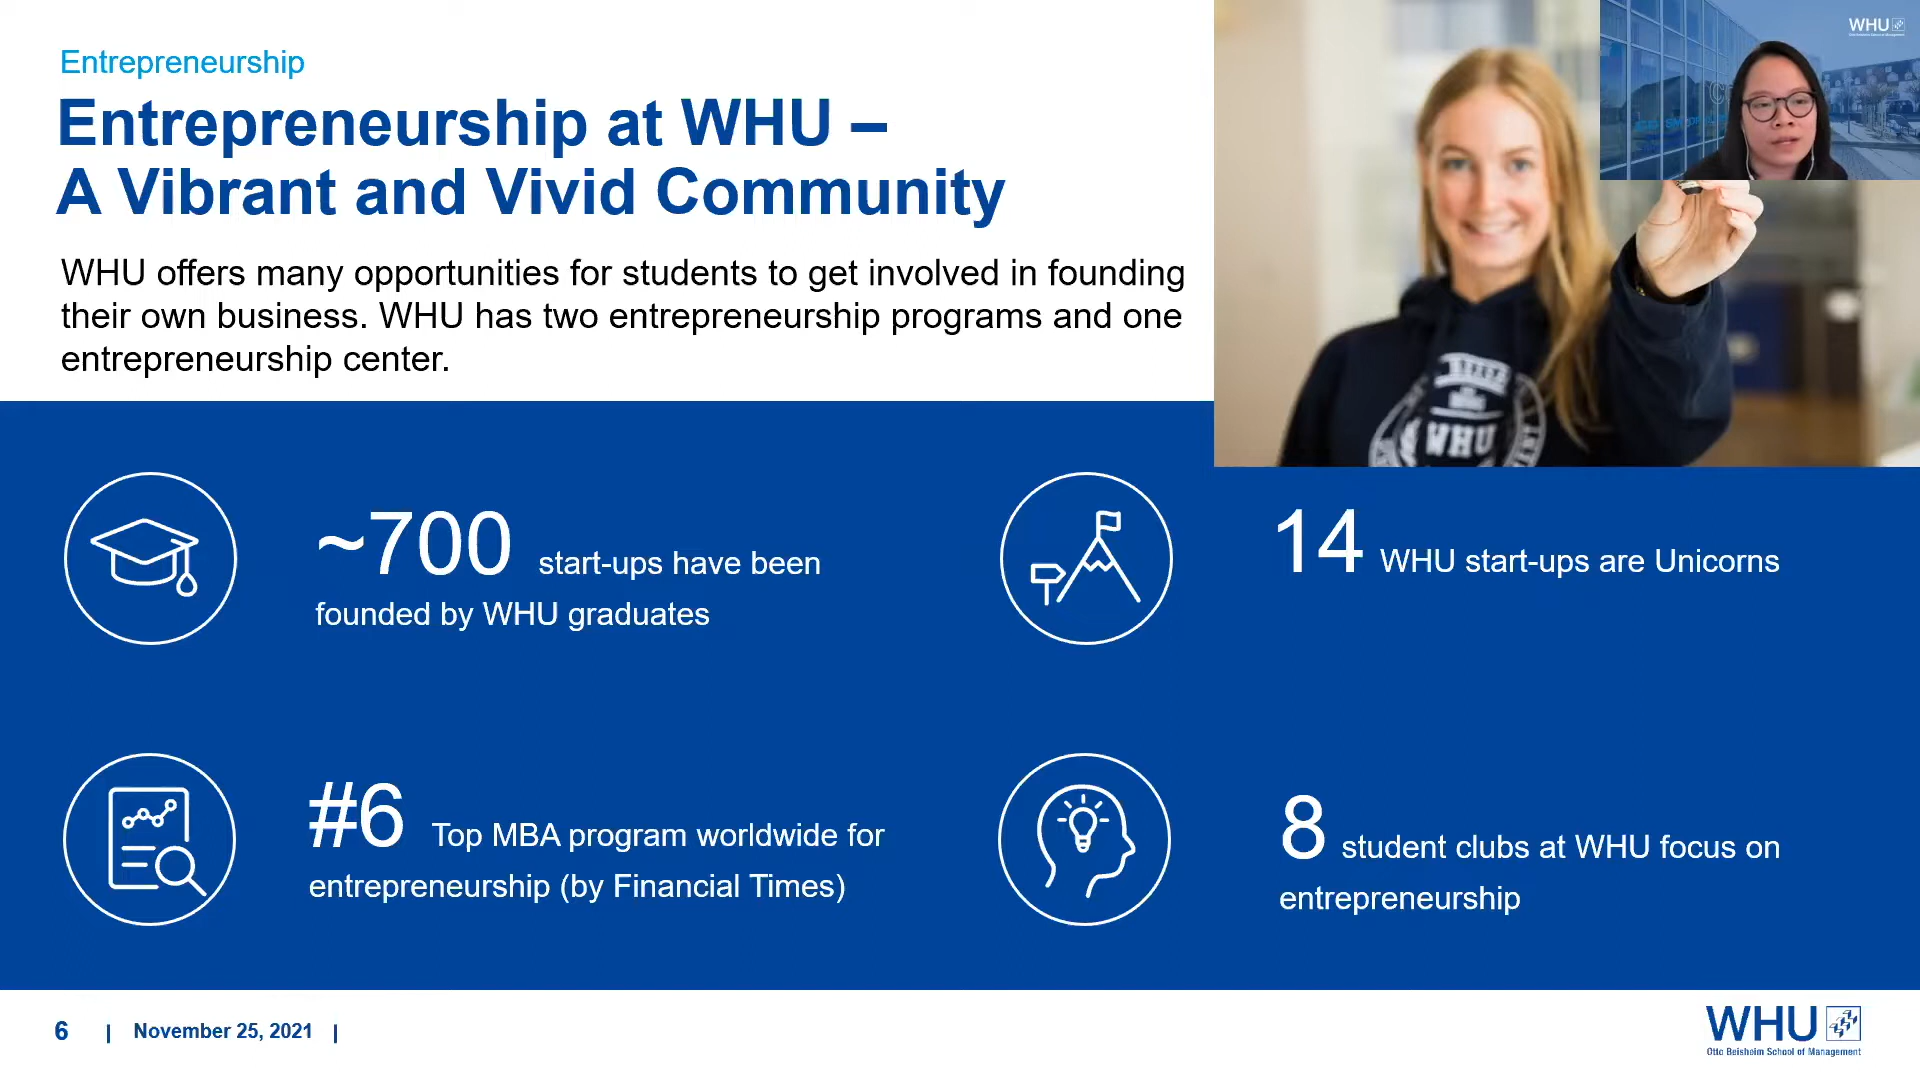 Entrepreneurship
Entrepreneurship at WHU –
A Vibrant and Vivid Community
WHU offers many opportunities for students to get involved in founding
their own business. WHU has two entrepreneurship programs and one
entrepreneurship center.
WHU
WHU
~700 start-ups have been
founded by WHU graduates
14 WHU start-ups are Unicorns
#6 Top MBA program worldwide for
entrepreneurship (by Financial Times)
8 student clubs at WHU focus on
entrepreneurship
6 | November 25, 2021 |
WHU
Otto Beisheim School of Management